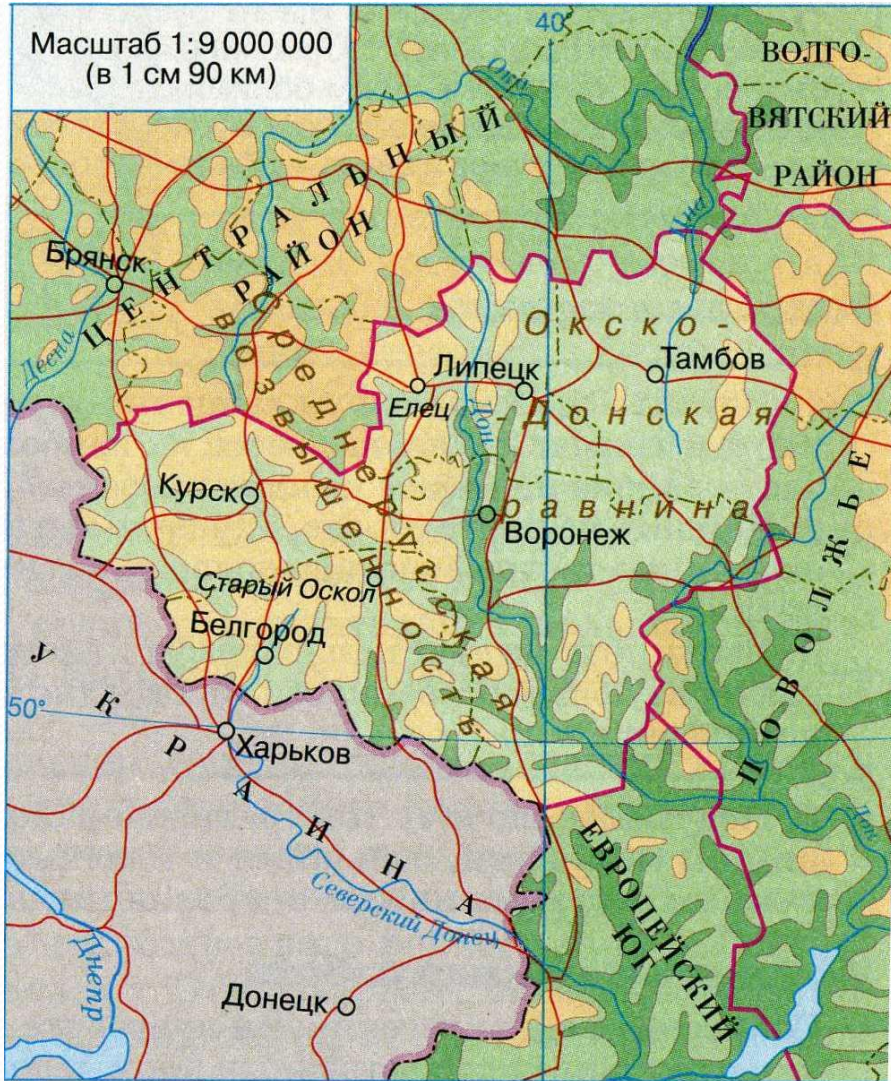 Масштаб 1:9 000 000
(в 1 см 90 км)
40
ВОЛГО-
ВЯТСКИЙ
РАЙОН
Ока
Цна
ЦЕНТРАЛЬНЫЙ
РАЙОН
Брянск
Десна
Среднерусская
возвышенность
Окско-
-Донская
равнина
Липецк
Тамбов
Елец
Дон
Курск
Воронеж
Старый Оскол
Белгород
ПОВОЛЖЬЕ
50°
Харьков
УКРАИНА
Северский Донец
Дон
ЕВРОПЕЙСКИЙ
ЮГ
Днепр
Донецк